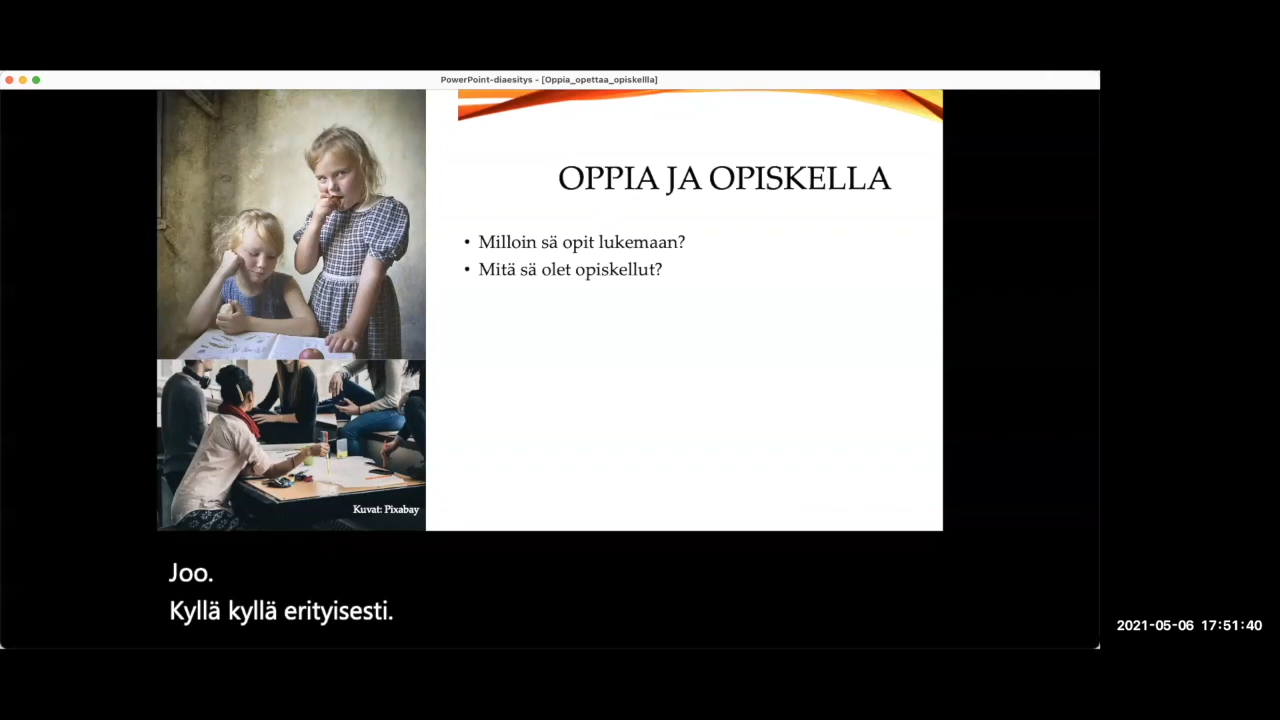 PowerPoint-diaesitys - [Oppia_opettaa_opiskellla]
OPPIA JA OPISKELLA
• Milloin sä opit lukemaan?
• Mitä sä olet opiskellut?
Kuvat: Pixabay
Joo.
Kyllä kyllä erityisesti.
2021-05-06 17:51:40